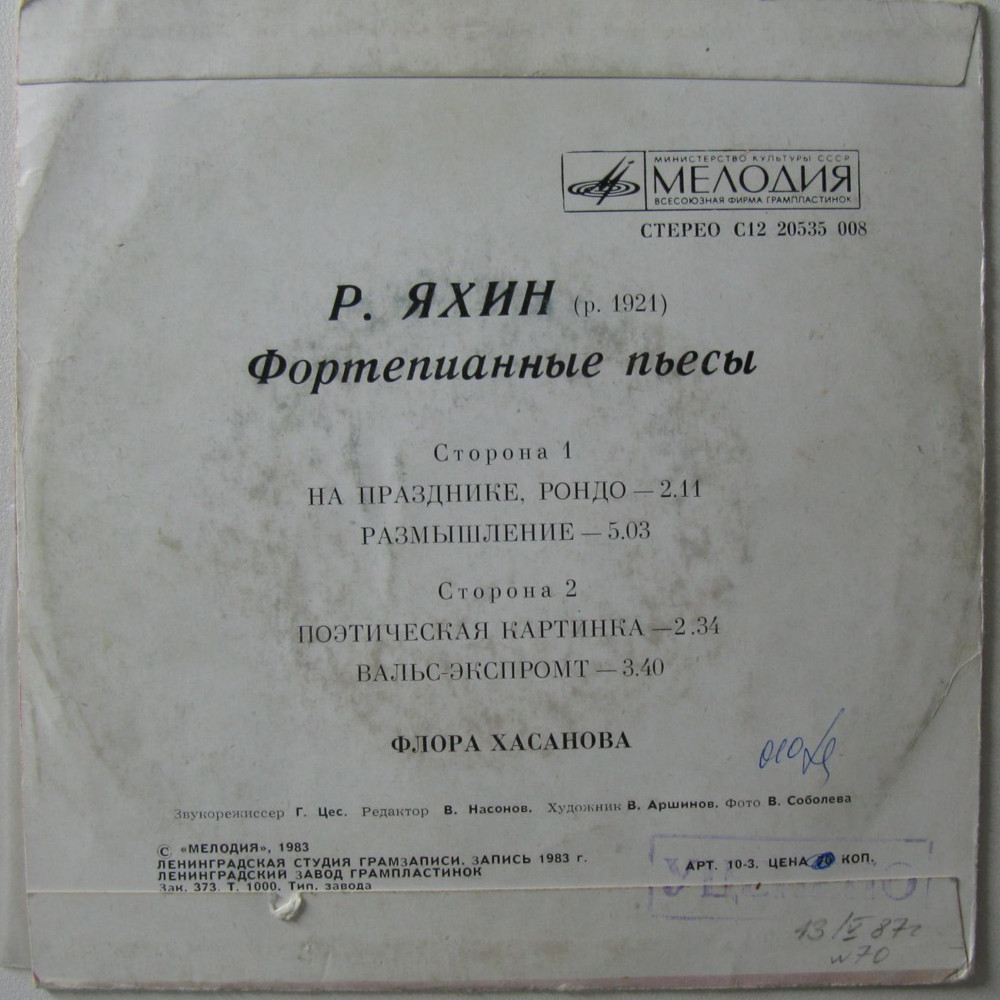 МИНИСТЕРСТВО КУЛЬТУРЫ СССР
МЕЛОДИЯ
ВСЕСОЮЗНАЯ ФИРМА ГРАМПЛАСТИНОК
СТЕРЕО С12 20535 008
Р. ЯХИН (р. 1921)
Фортепианные пьесы
Сторона 1
НА ПРАЗДНИКЕ, РОНДО — 2.11
РАЗМЫШЛЕНИЕ — 5.03
Сторона 2
ПОЭТИЧЕСКАЯ КАРТИНКА — 2.34
ВАЛЬС-ЭКСПРОМТ — 3.40
ФЛОРА ХАСАНОВА
Звукорежиссер Г. Цес. Редактор В. Насонов. Художник В. Аршинов. Фото В. Соболева
© «МЕЛОДИЯ», 1983
ЛЕНИНГРАДСКАЯ СТУДИЯ ГРАМЗАПИСИ. ЗАПИСЬ 1983 г.
ЛЕНИНГРАДСКИЙ ЗАВОД ГРАМПЛАСТИНОК
Зак. 373. Т. 1000. Тип. завода
АРТ. 10-3. ЦЕНА КОП.
13/V 87г
N70